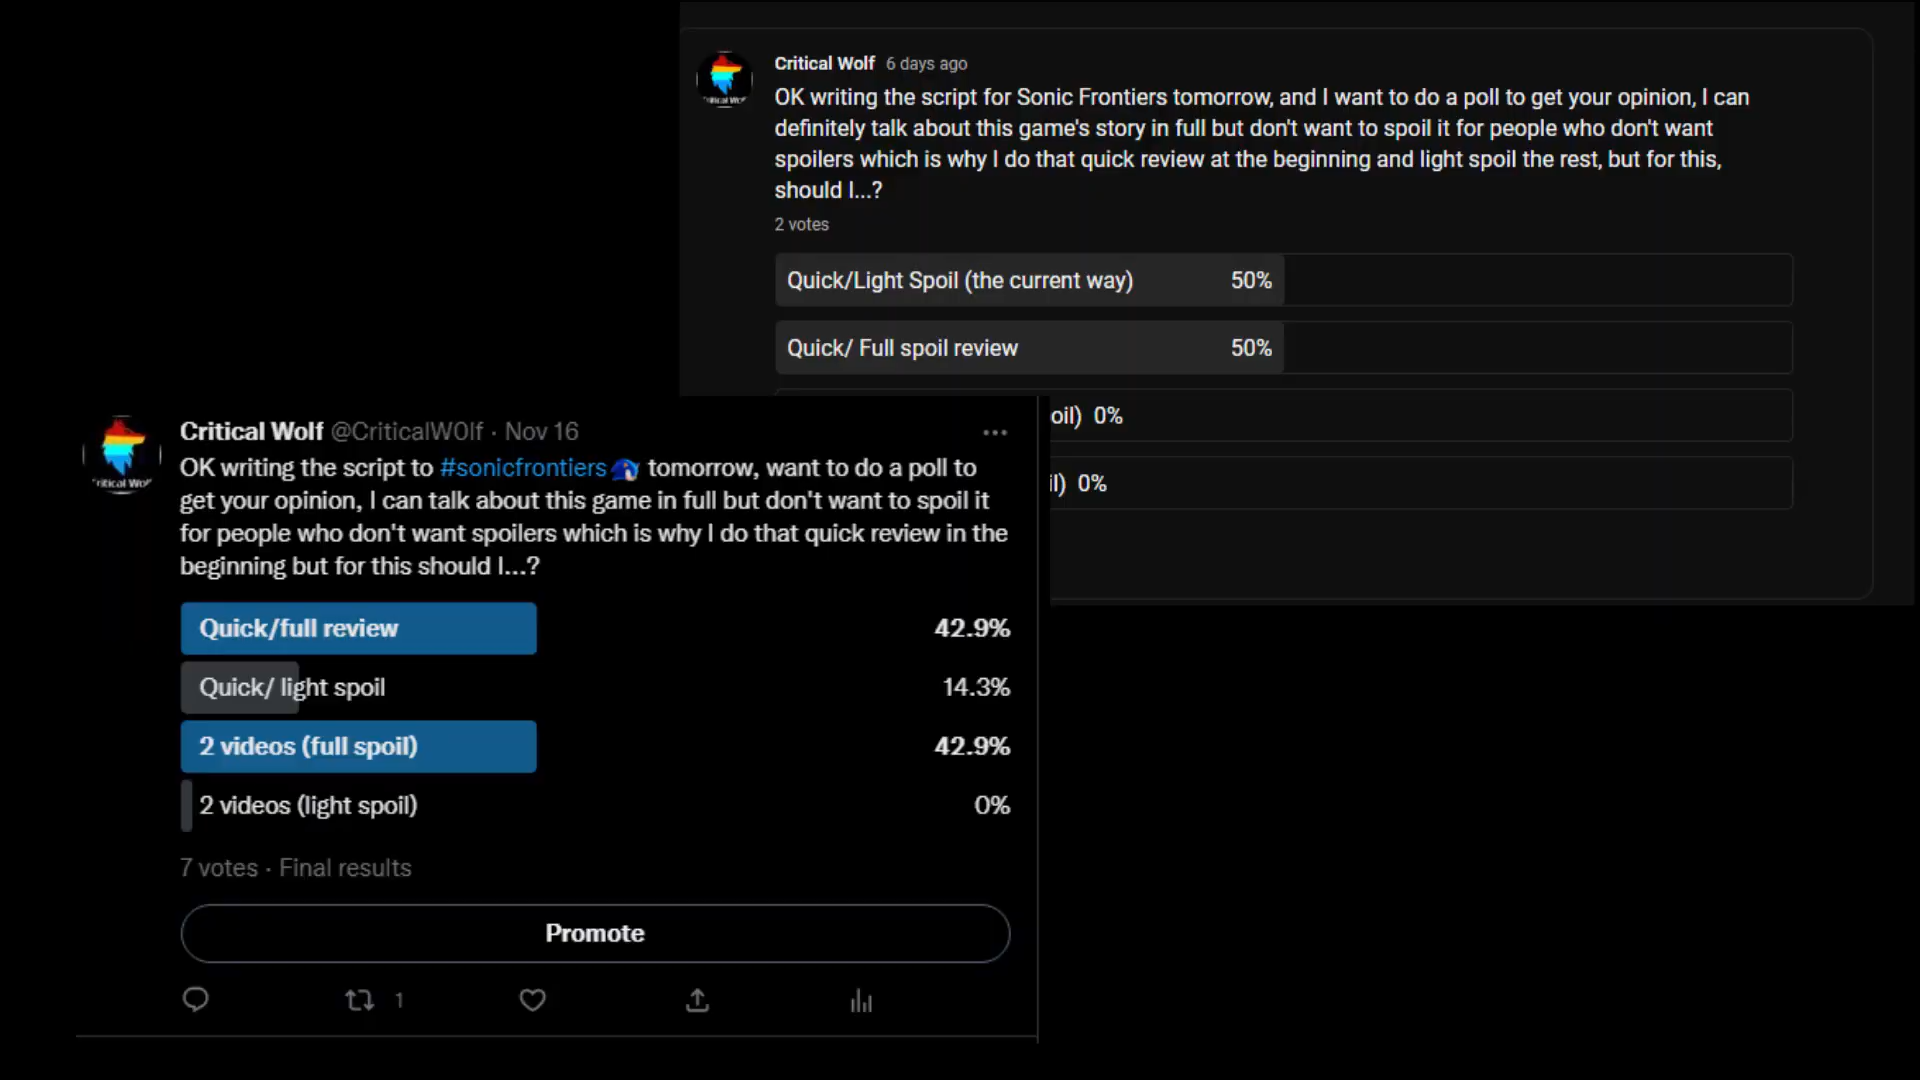 Critical Wolf 6 days ago
OK writing the script for Sonic Frontiers tomorrow, and I want to do a poll to get your opinion, I can
definitely talk about this game's story in full but don't want to spoil it for people who don't want
spoilers which is why I do that quick review at the beginning and light spoil the rest, but for this,
should I...?
2 votes
Quick/Light Spoil (the current way) 50%
Quick/ Full spoil review 50%
oil) 0%
il) 0%
Critical Wolf @CriticalW0lf · Nov 16
OK writing the script to #sonicfrontiers tomorrow, want to do a poll to
get your opinion, I can talk about this game in full but don't want to spoil it
for people who don't want spoilers which is why I do that quick review in the
beginning but for this should I...?
Quick/full review 42.9%
Quick/ light spoil 14.3%
2 videos (full spoil) 42.9%
2 videos (light spoil) 0%
7 votes · Final results
Promote
1